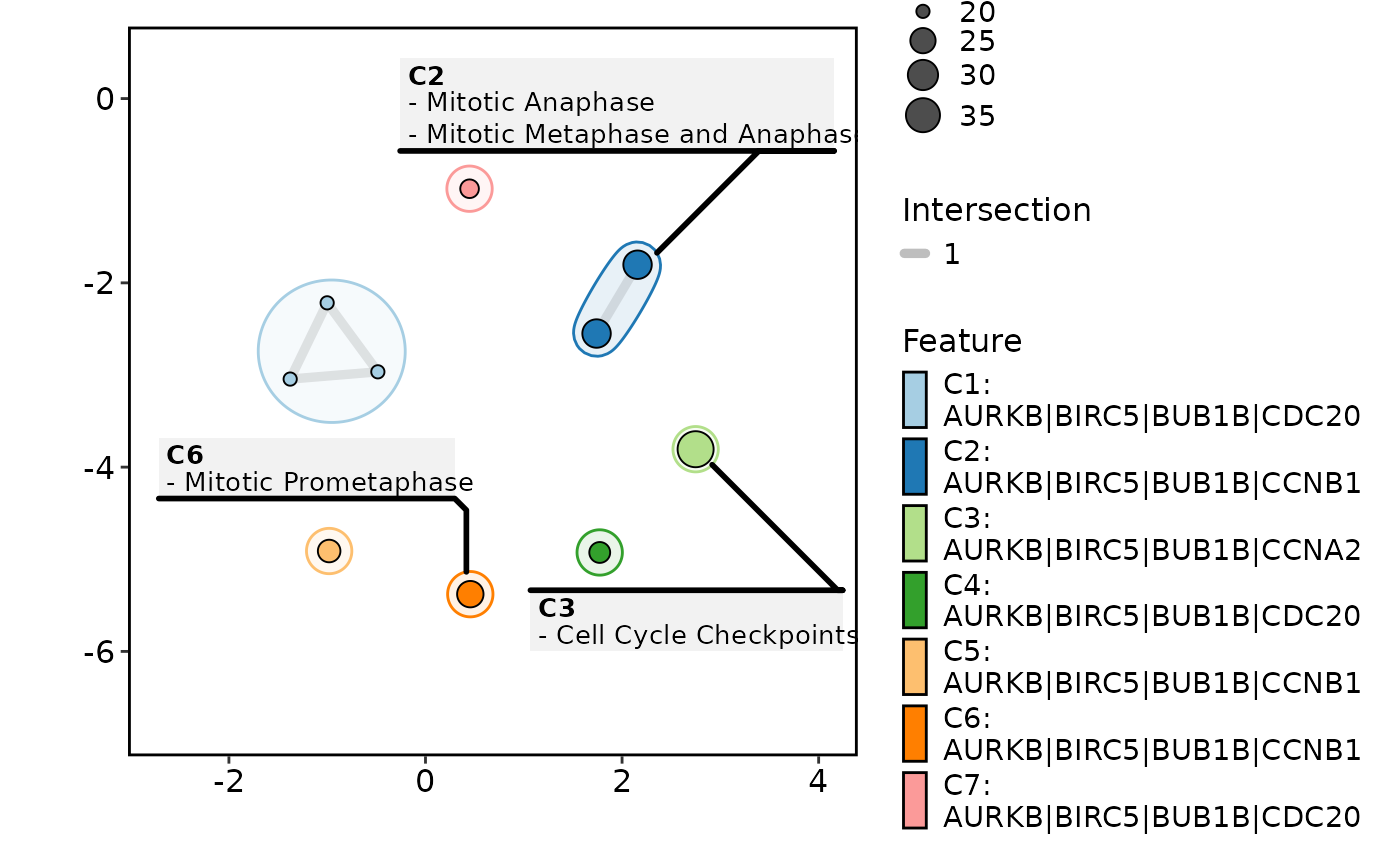 0
-2
-4
-6
-2
0
2
4
C2
- Mitotic Anaphase
- Mitotic Metaphase and Anaphase
C6
- Mitotic Prometaphase
C3
- Cell Cycle Checkpoints
20
25
30
35
Intersection
1
Feature
C1:
AURKB|BIRC5|BUB1B|CDC20
C2:
AURKB|BIRC5|BUB1B|CCNB1
C3:
AURKB|BIRC5|BUB1B|CCNA2
C4:
AURKB|BIRC5|BUB1B|CDC20
C5:
AURKB|BIRC5|BUB1B|CCNB1
C6:
AURKB|BIRC5|BUB1B|CCNB1
C7:
AURKB|BIRC5|BUB1B|CDC20